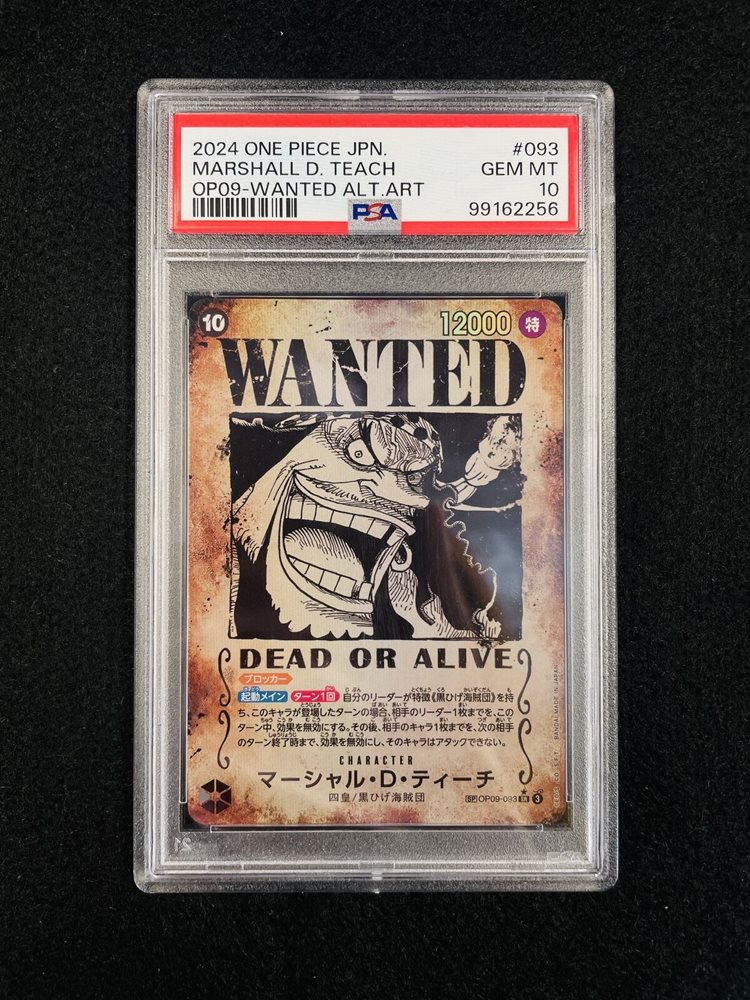 2024 ONE PIECE JPN. #093
MARSHALL D. TEACH GEM MT
OP09-WANTED ALT.ART 10
PSA 99162256
10 12000 特
WANTED
DEAD OR ALIVE
ブロッカー
起動メイン ターン1回 自分のリーダーが特徴《黒ひげ海賊団》を持
ち、このキャラが登場したターンの場合、相手のリーダー1枚までを、この
ターン中、効果を無効にする。その後、相手のキャラ1枚までを、次の相手
のターン終了時まで、効果を無効にし、そのキャラはアタックできない。
CHARACTER
マーシャル・D・ティーチ
四皇/黒ひげ海賊団
SP OP09-093 SR 3